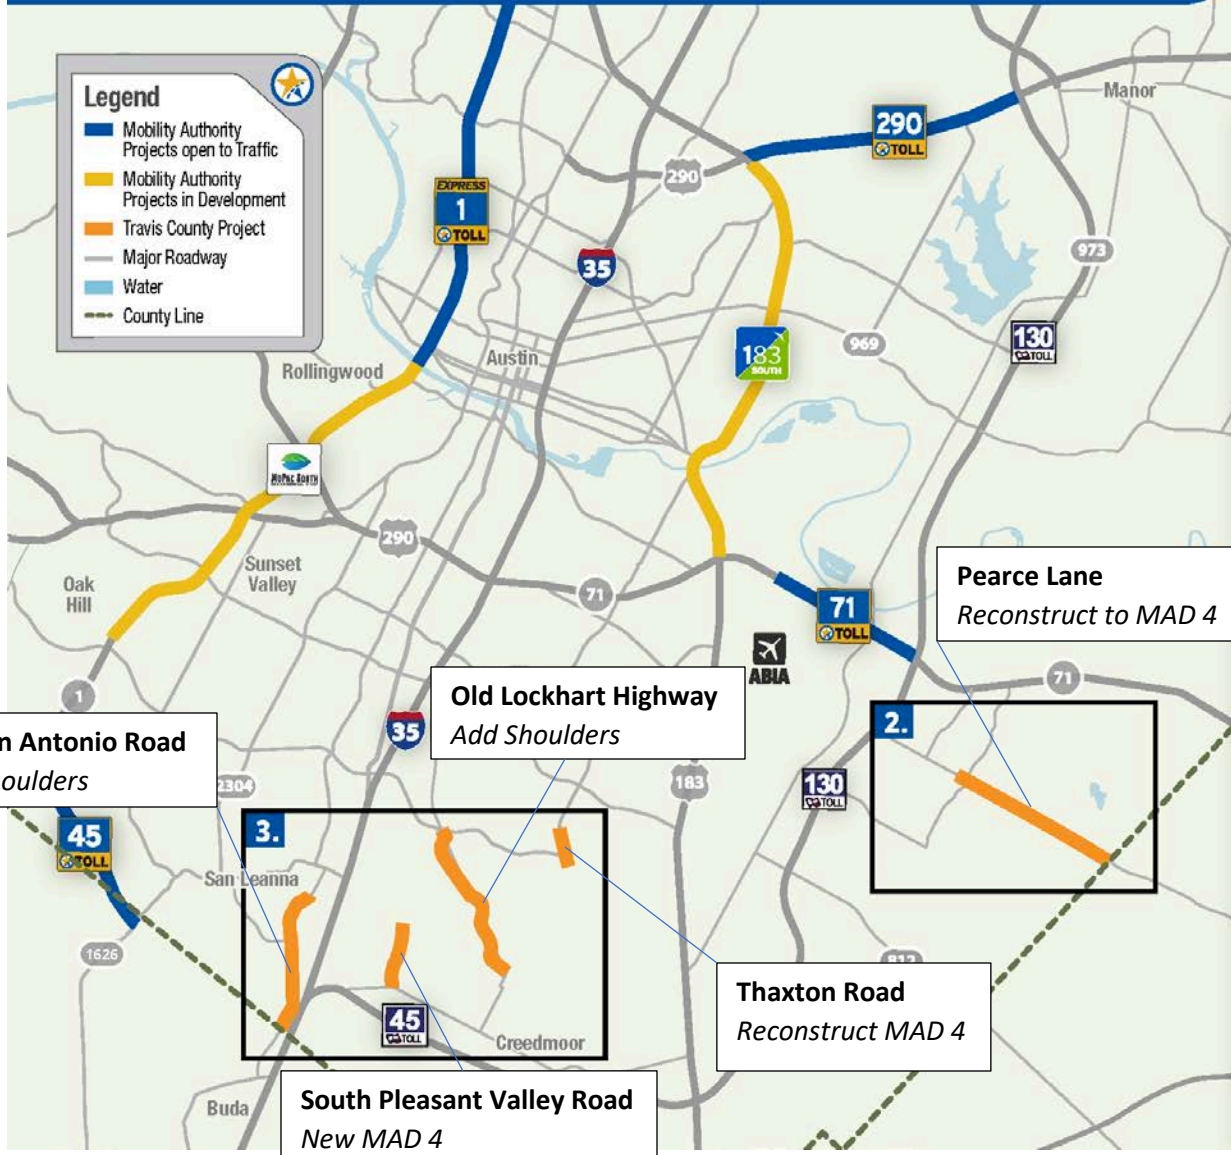 Legend
Mobility Authority
Projects open to Traffic
Mobility Authority
Projects in Development
Travis County Project
Major Roadway
Water
County Line
Manor
290
TOLL
290
EXPRESS
1
TOLL
35
973
183
SOUTH
969
130
TOLL
Austin
Rollingwood
MoPac South
290
Sunset
Valley
Oak
Hill
71
71
TOLL
ABIA
Pearce Lane
Reconstruct to MAD 4
71
1
Old Lockhart Highway
Add Shoulders
35
n Antonio Road
oulders
2304
183
130
TOLL
2.
3.
45
TOLL
San Leanna
1626
812
Thaxton Road
Reconstruct MAD 4
45
TOLL
Creedmoor
Buda
South Pleasant Valley Road
New MAD 4